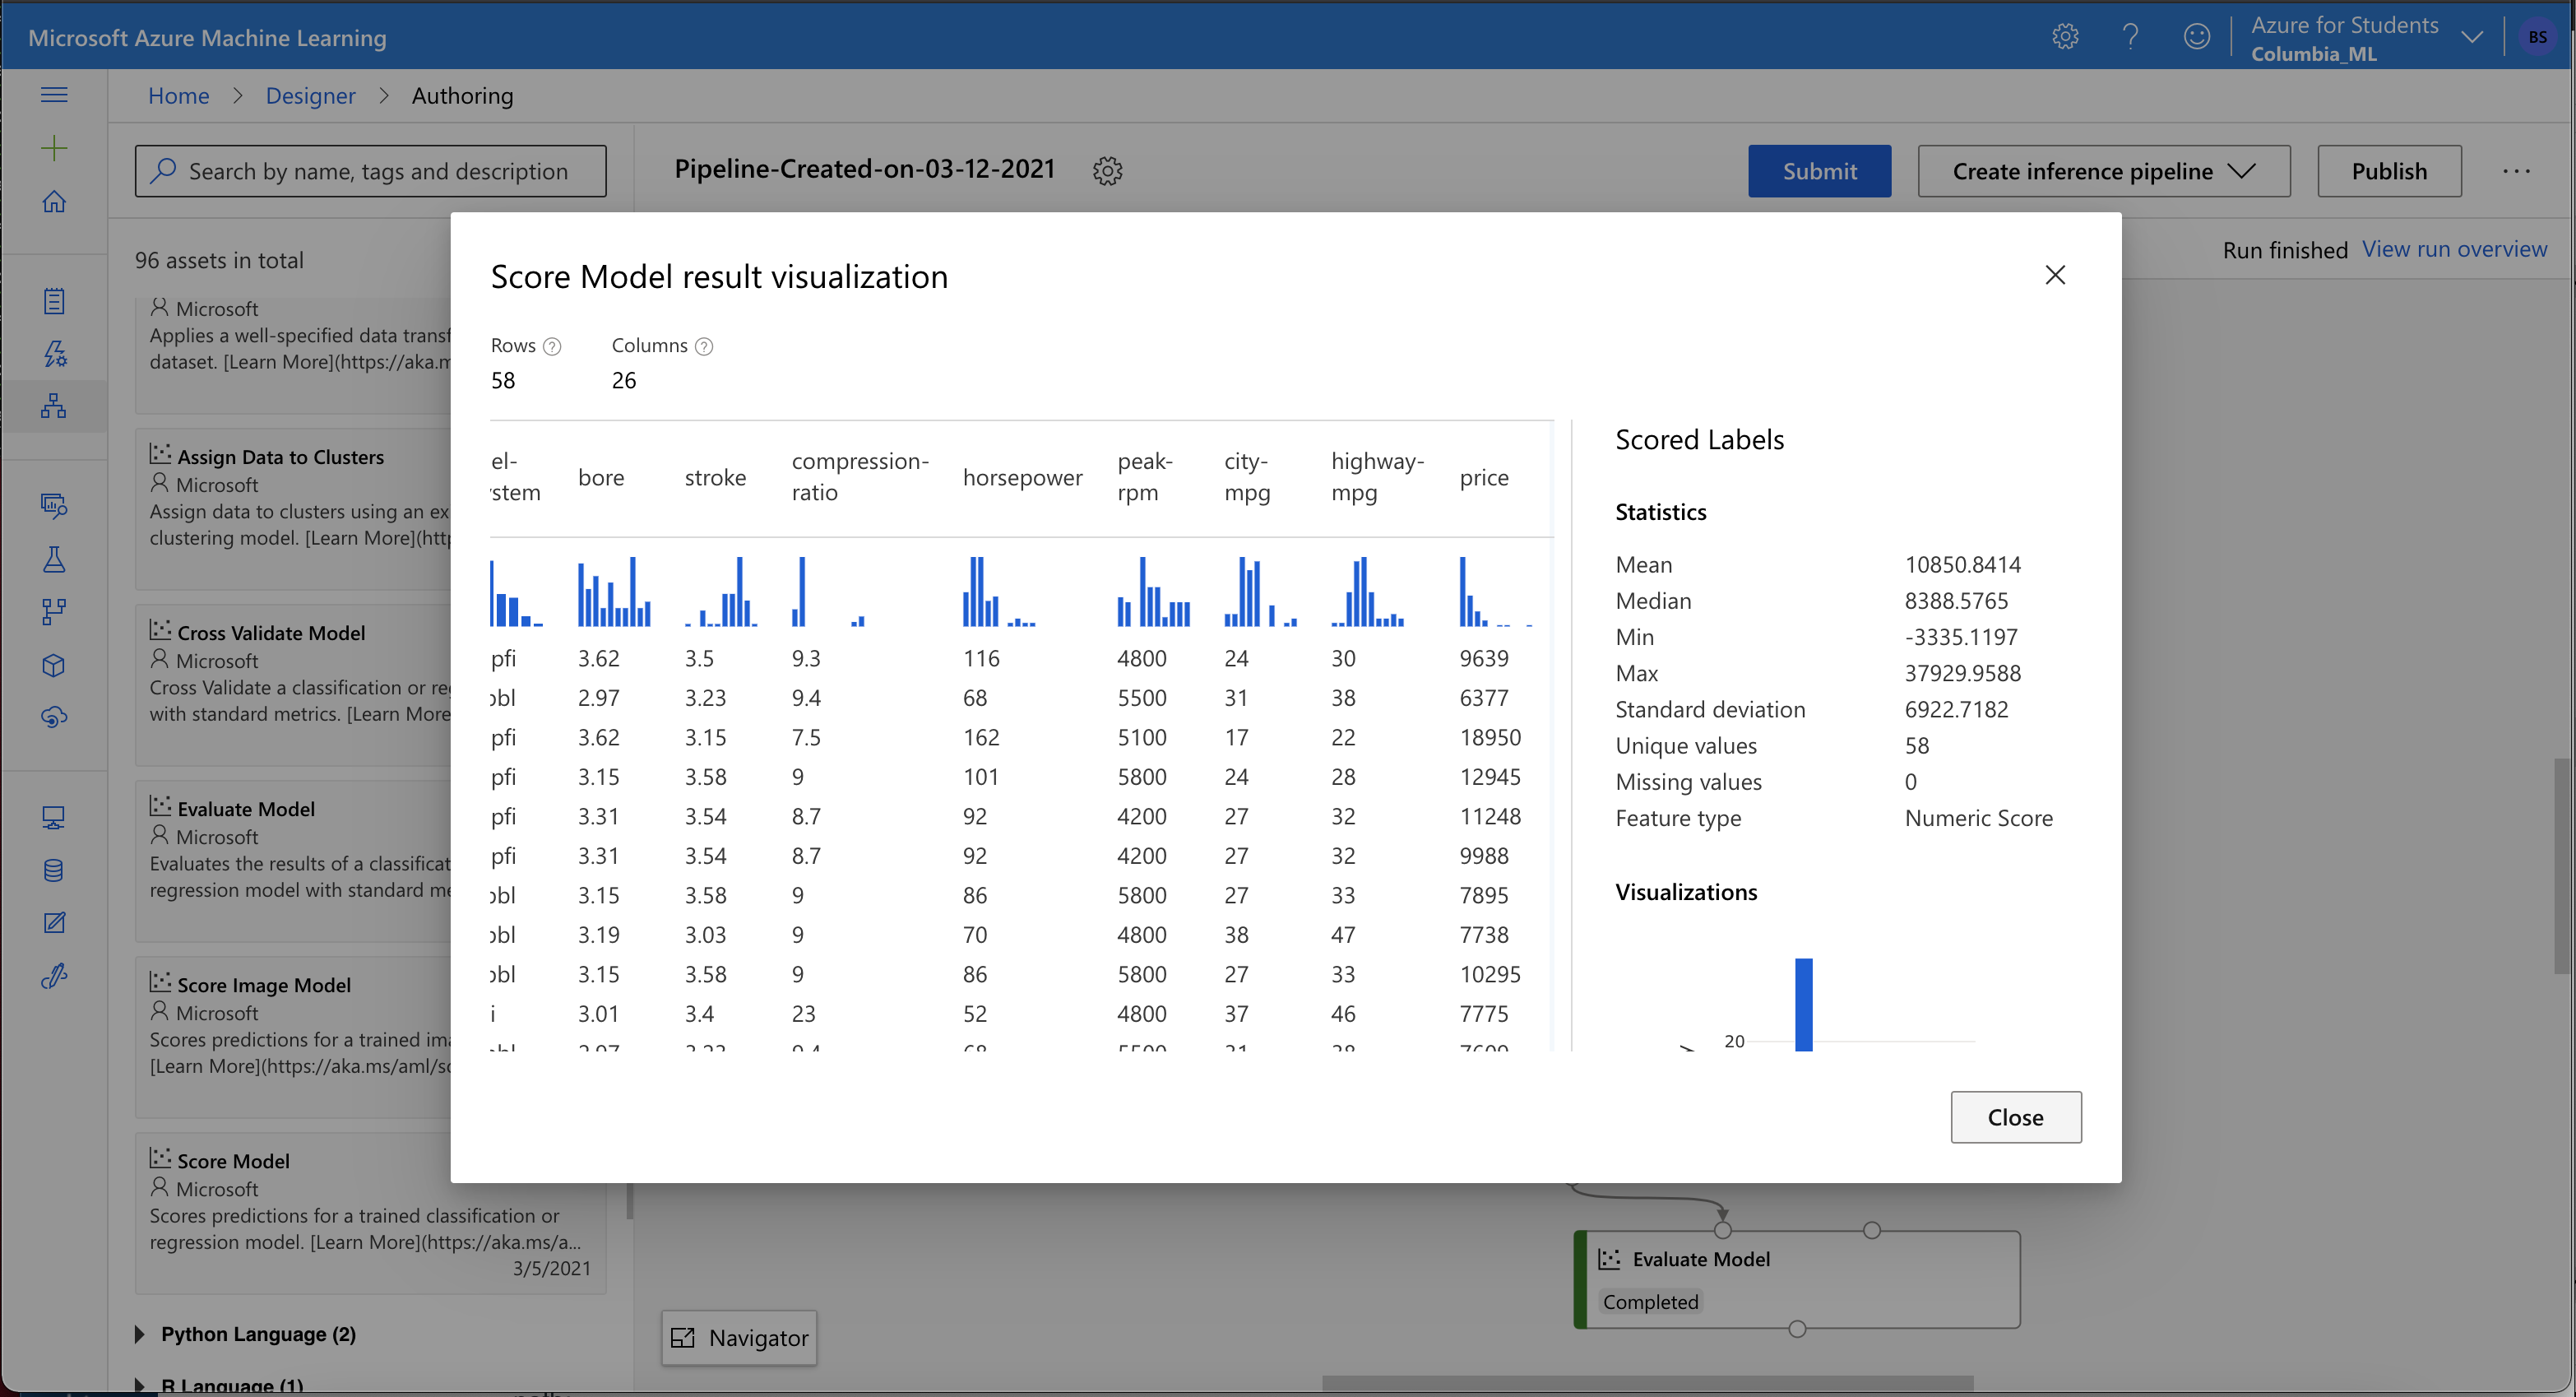 Microsoft Azure Machine Learning
Azure for Students
Columbia_ML
BS
Home > Designer > Authoring
Search by name, tags and description
Pipeline-Created-on-03-12-2021
Submit
Create inference pipeline
Publish
...
96 assets in total
Run finished View run overview
Microsoft
Applies a well-specified data transf
dataset. [Learn More](https://aka.m
Assign Data to Clusters
Microsoft
Assign data to clusters using an ex
clustering model. [Learn More](htt
Cross Validate Model
Microsoft
Cross Validate a classification or re
with standard metrics. [Learn More
Evaluate Model
Microsoft
Evaluates the results of a classificat
regression model with standard me
Score Image Model
Microsoft
Scores predictions for a trained ima
[Learn More](https://aka.ms/aml/sc
Score Model
Microsoft
Scores predictions for a trained classification or
regression model. [Learn More](https://aka.ms/a...
3/5/2021
Python Language (2)
R Language (1)
Score Model result visualization
Rows Columns
58 26
el-stem bore stroke compression-ratio horsepower peak-rpm city-mpg highway-mpg price
pfi 3.62 3.5 9.3 116 4800 24 30 9639
bbl 2.97 3.23 9.4 68 5500 31 38 6377
pfi 3.62 3.15 7.5 162 5100 17 22 18950
pfi 3.15 3.58 9 101 5800 24 28 12945
pfi 3.31 3.54 8.7 92 4200 27 32 11248
pfi 3.31 3.54 8.7 92 4200 27 32 9988
bbl 3.15 3.58 9 86 5800 27 33 7895
bbl 3.19 3.03 9 70 4800 38 47 7738
bbl 3.15 3.58 9 86 5800 27 33 10295
i 3.01 3.4 23 52 4800 37 46 7775
Scored Labels
Statistics
Mean 10850.8414
Median 8388.5765
Min -3335.1197
Max 37929.9588
Standard deviation 6922.7182
Unique values 58
Missing values 0
Feature type Numeric Score
Visualizations
20
Close
Evaluate Model
Completed
Navigator